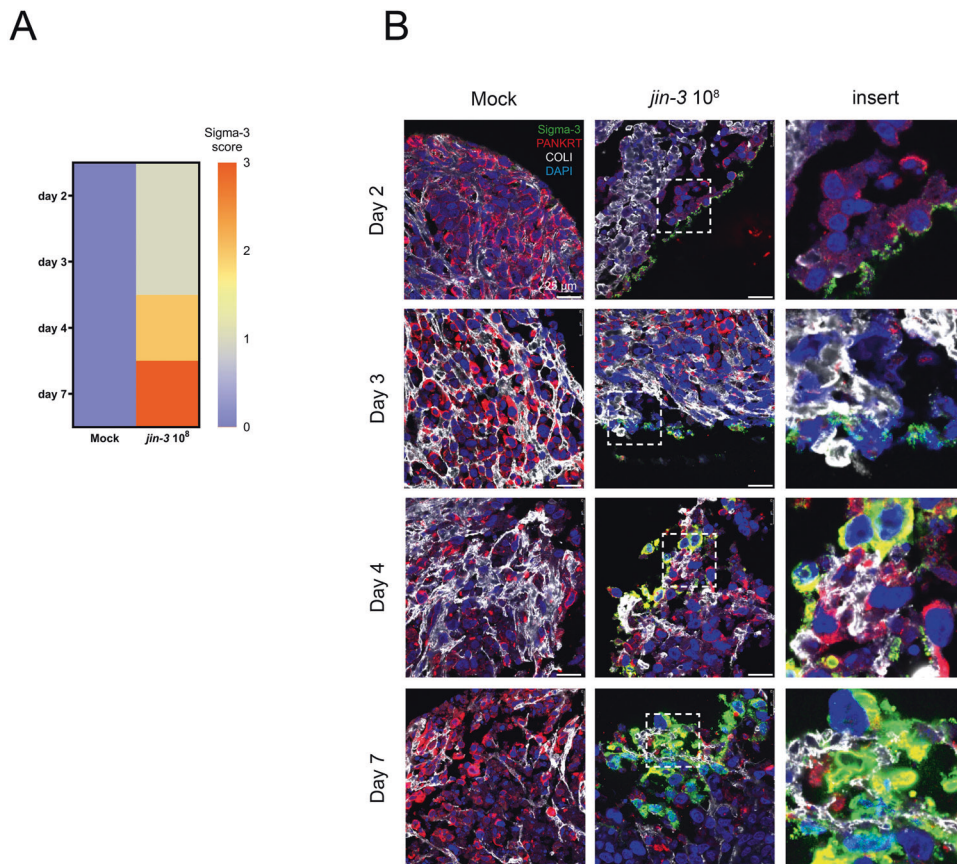 A
Sigma-3
score
day 2
day 3
day 4
day 7
3
2
1
0
Mock
jin-3 10⁸
B
Mock
jin-3 10⁸
insert
Day 2
Sigma-3
PANKRT
COLI
DAPI
25 µm
Day 3
Day 4
Day 7